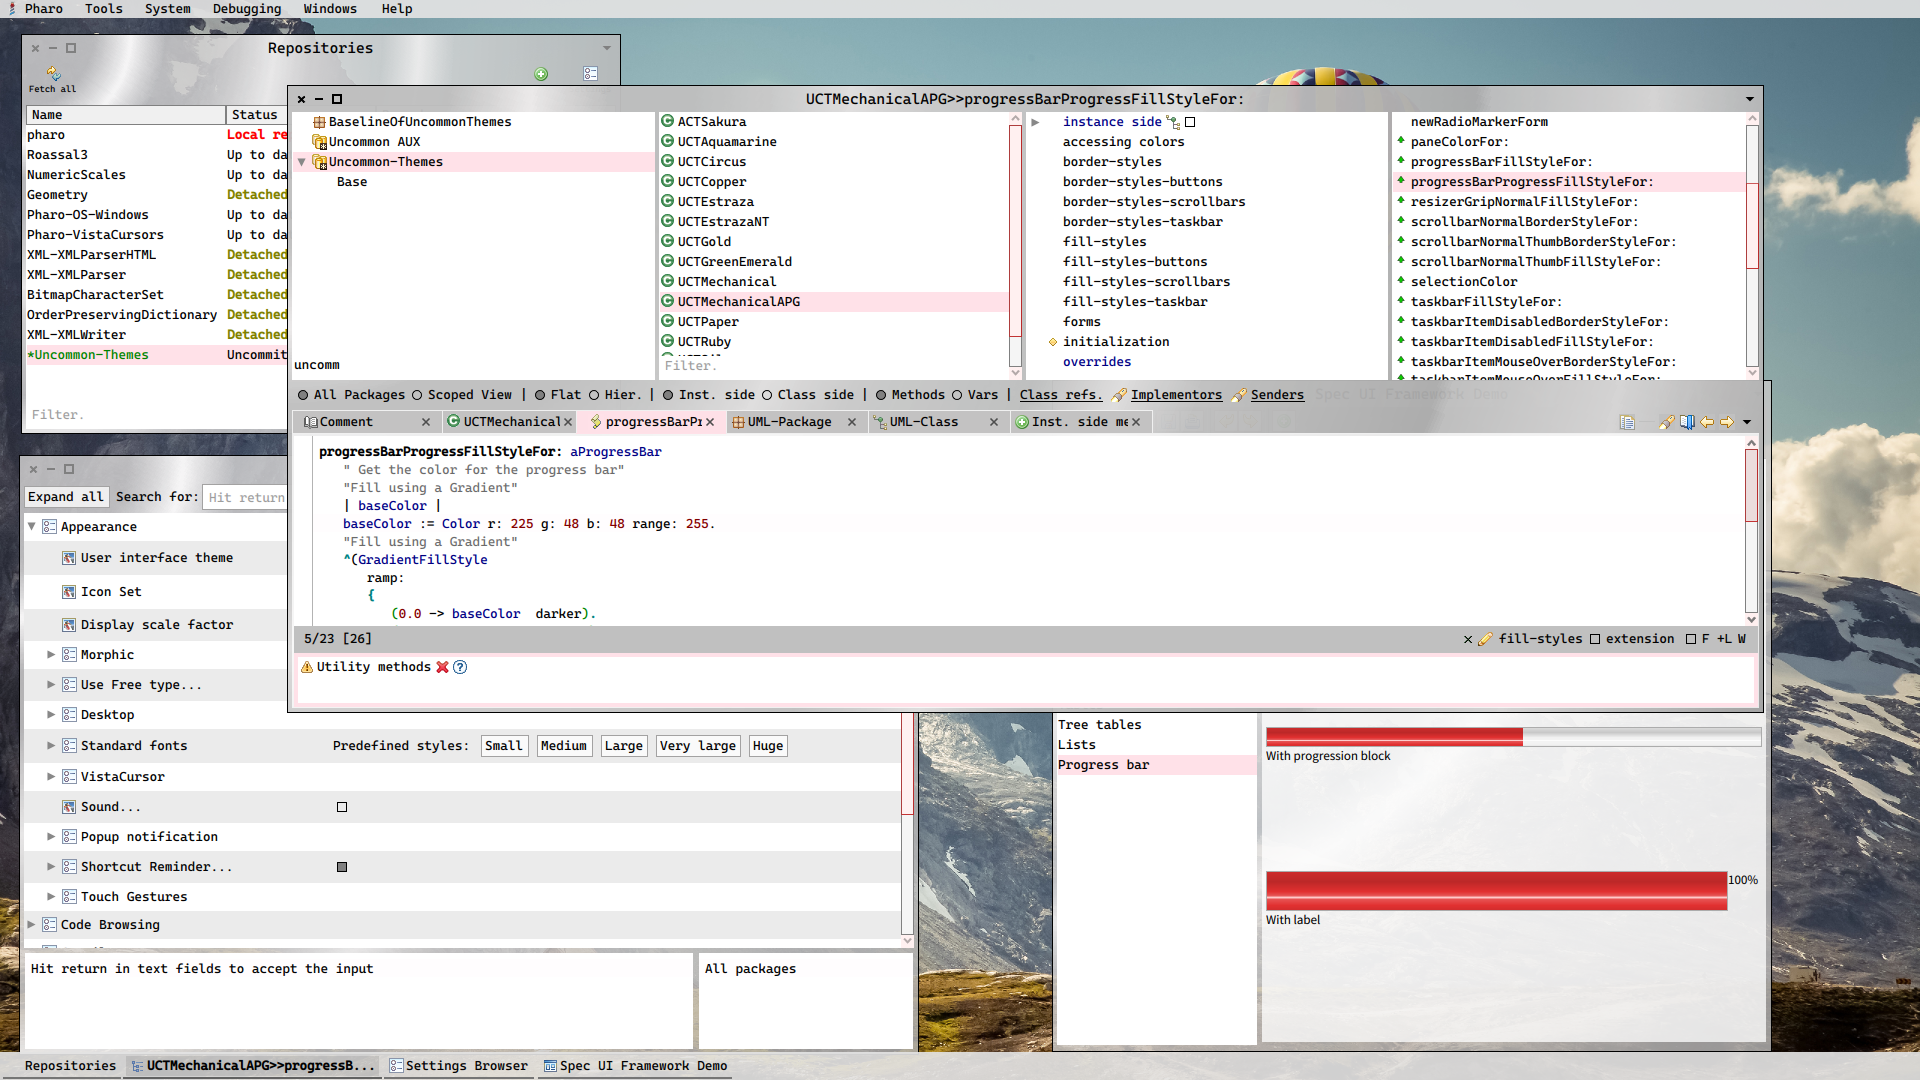 Pharo Tools System Debugging Windows Help
Repositories
Fetch all
Name Status
pharo Local re
Roassal3 Up to da
NumericScales Up to da
Geometry Detached
Pharo-OS-Windows Up to da
Pharo-VistaCursors Up to da
XML-XMLParserHTML Detached
XML-XMLParser Detached
BitmapCharacterSet Detached
OrderPreservingDictionary Detached
XML-XMLWriter Detached
*Uncommon-Themes Uncommit
Filter.
UCTMechanicalAPG>>progressBarProgressFillStyleFor:
BaselineOfUncommonThemes
Uncommon AUX
Uncommon-Themes
Base
uncomm
ACTSakura
UCTAquamarine
UCTCircus
UCTCopper
UCTEstraza
UCTEstrazaNT
UCTGold
UCTGreenEmerald
UCTMechanical
UCTMechanicalAPG
UCTPaper
UCTRuby
Filter.
instance side
accessing colors
border-styles
border-styles-buttons
border-styles-scrollbars
border-styles-taskbar
fill-styles
fill-styles-buttons
fill-styles-scrollbars
fill-styles-taskbar
forms
initialization
overrides
newRadioMarkerForm
paneColorFor:
progressBarFillStyleFor:
progressBarProgressFillStyleFor:
resizerGripNormalFillStyleFor:
scrollbarNormalBorderStyleFor:
scrollbarNormalThumbBorderStyleFor:
scrollbarNormalThumbFillStyleFor:
selectionColor
taskbarFillStyleFor:
taskbarItemDisabledBorderStyleFor:
taskbarItemDisabledFillStyleFor:
taskbarItemMouseOverBorderStyleFor:
taskbarItemMouseOverFillStyleFor:
All Packages Scoped View | Flat Hier. | Inst. side Class side | Methods Vars | Class refs. Implementors Senders
Spec UI Framework Demo
Comment UCTMechanical progressBarPr UML-Package UML-Class Inst. side me
progressBarProgressFillStyleFor: aProgressBar
" Get the color for the progress bar"
"Fill using a Gradient"
| baseColor |
baseColor := Color r: 225 g: 48 b: 48 range: 255.
"Fill using a Gradient"
^(GradientFillStyle
ramp:
{
(0.0 -> baseColor darker).
5/23 [26] fill-styles extension F +L W
Utility methods
Expand all Search for: Hit return
Appearance
User interface theme
Icon Set
Display scale factor
Morphic
Use Free type...
Desktop
Standard fonts Predefined styles: Small Medium Large Very large Huge
VistaCursor
Sound...
Popup notification
Shortcut Reminder...
Touch Gestures
Code Browsing
Hit return in text fields to accept the input
All packages
Tree tables
Lists
Progress bar
With progression block
100%
With label
Repositories UCTMechanicalAPG>>progressB... Settings Browser Spec UI Framework Demo